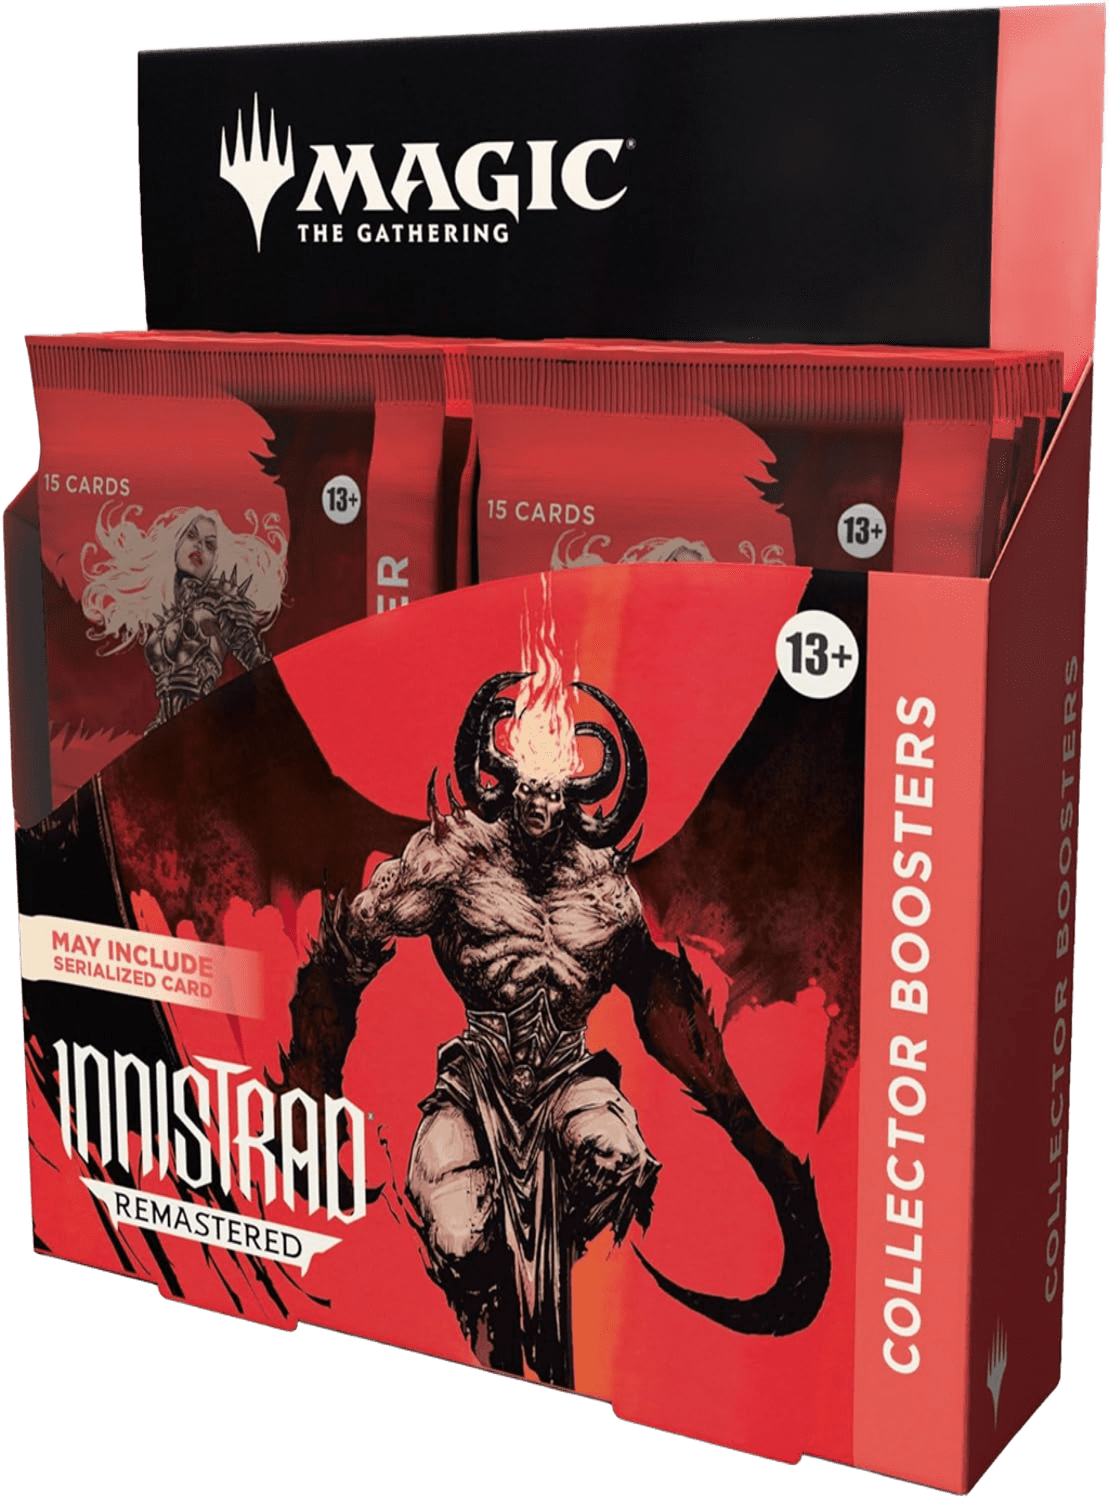 MAGIC®
THE GATHERING
15 CARDS
13+
ER
15 CARDS
13+
13+
COLLECTOR BOOSTERS
COLLECTOR BOOSTERS
MAY INCLUDE
SERIALIZED CARD
INNISTRAD
REMASTERED